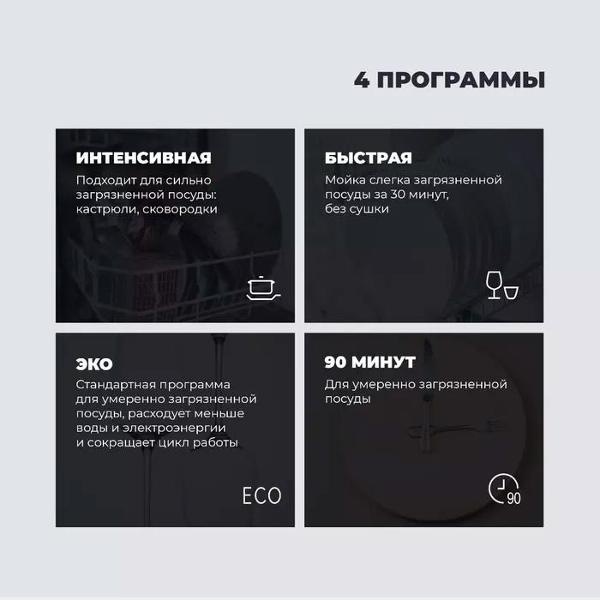 4 ПРОГРАММЫ
ИНТЕНСИВНАЯ
Подходит для сильно
загрязненной посуды:
кастрюли, сковородки
БЫСТРАЯ
Мойка слегка загрязненной
посуды за 30 минут,
без сушки
ЭКО
Стандартная программа
для умеренно загрязненной
посуды, расходует меньше
воды и электроэнергии
и сокращает цикл работы
ECO
90 МИНУТ
Для умеренно загрязненной
посуды
90